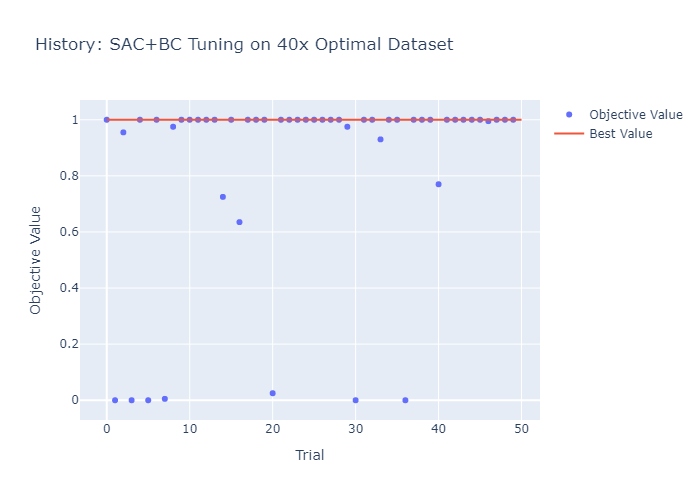 History: SAC+BC Tuning on 40x Optimal Dataset
Objective Value
Best Value
1
0.8
0.6
0.4
0.2
0
Objective Value
0
10
20
30
40
50
Trial